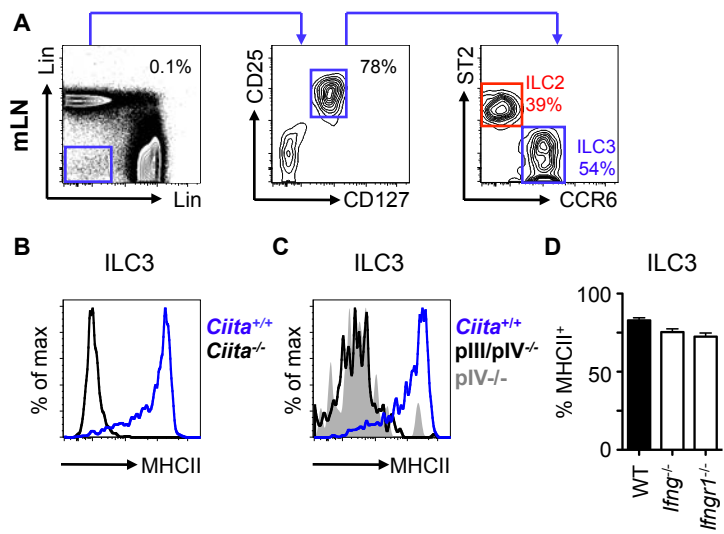 A
mLN
Lin
0.1%
Lin
CD25
78%
CD127
ST2
ILC2
39%
ILC3
54%
CCR6
B
ILC3
% of max
MHCII
Ciita+/+
Ciita-/-
C
ILC3
% of max
MHCII
Ciita+/+
pIII/pIV-/-
pIV-/-
D
ILC3
% MHCII+
100
75
50
0
WT
Ifng-/-
Ifngr1-/-